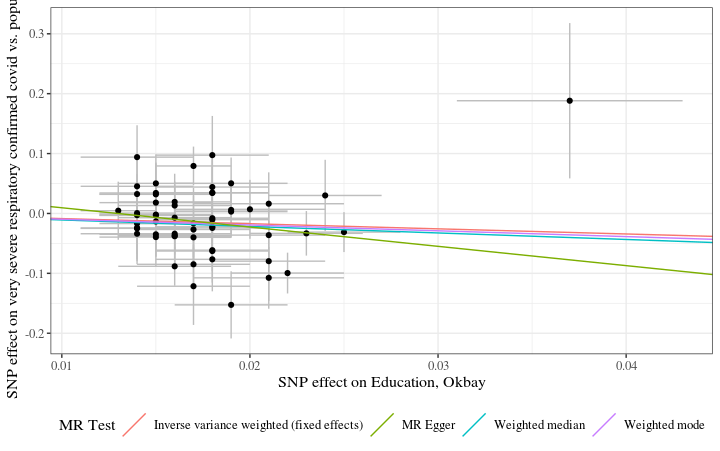 SNP effect on very severe respiratory confirmed covid vs.
0.3
0.2
0.1
0.0
-0.1
-0.2
0.01 0.02 0.03 0.04
SNP effect on Education, Okbay
MR Test Inverse variance weighted (fixed effects) MR Egger Weighted median Weighted mode